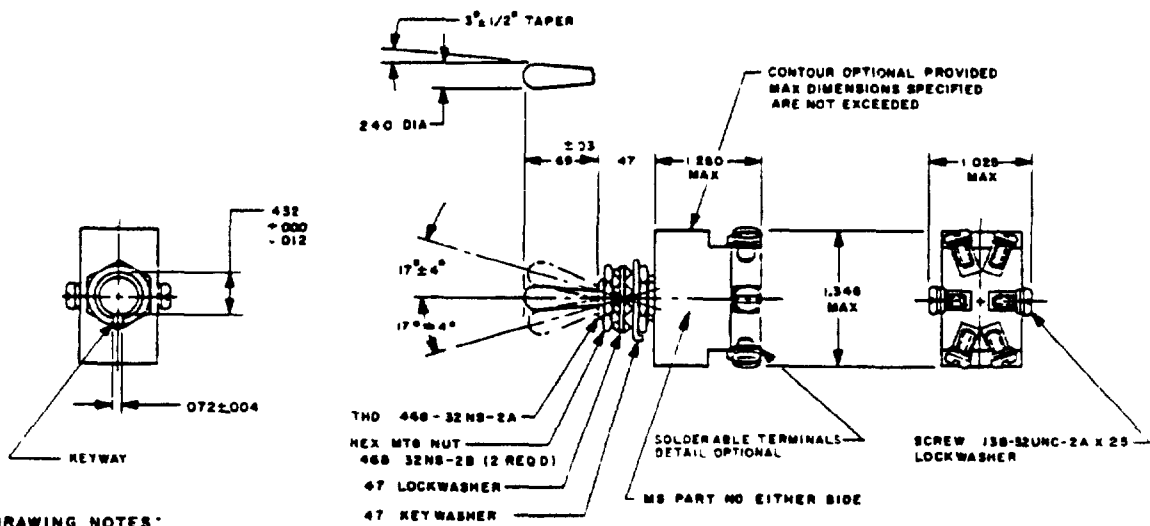 3°±1/2° TAPER
240 DIA
CONTOUR OPTIONAL PROVIDED
MAX DIMENSIONS SPECIFIED
ARE NOT EXCEEDED
±03
69
47
1 280
MAX
1.025
MAX
432
+000
-.012
17°±4°
17°±4°
1.348
MAX
.072±.004
KEYWAY
THD 468-32NS-2A
HEX MTG NUT
468 32NS-2B (2 REQD)
47 LOCKWASHER
47 KEYWASHER
SOLDERABLE TERMINALS
DETAIL OPTIONAL
MS PART NO EITHER SIDE
SCREW 138-32UNC-2A X 25
LOCKWASHER
DRAWING NOTES: